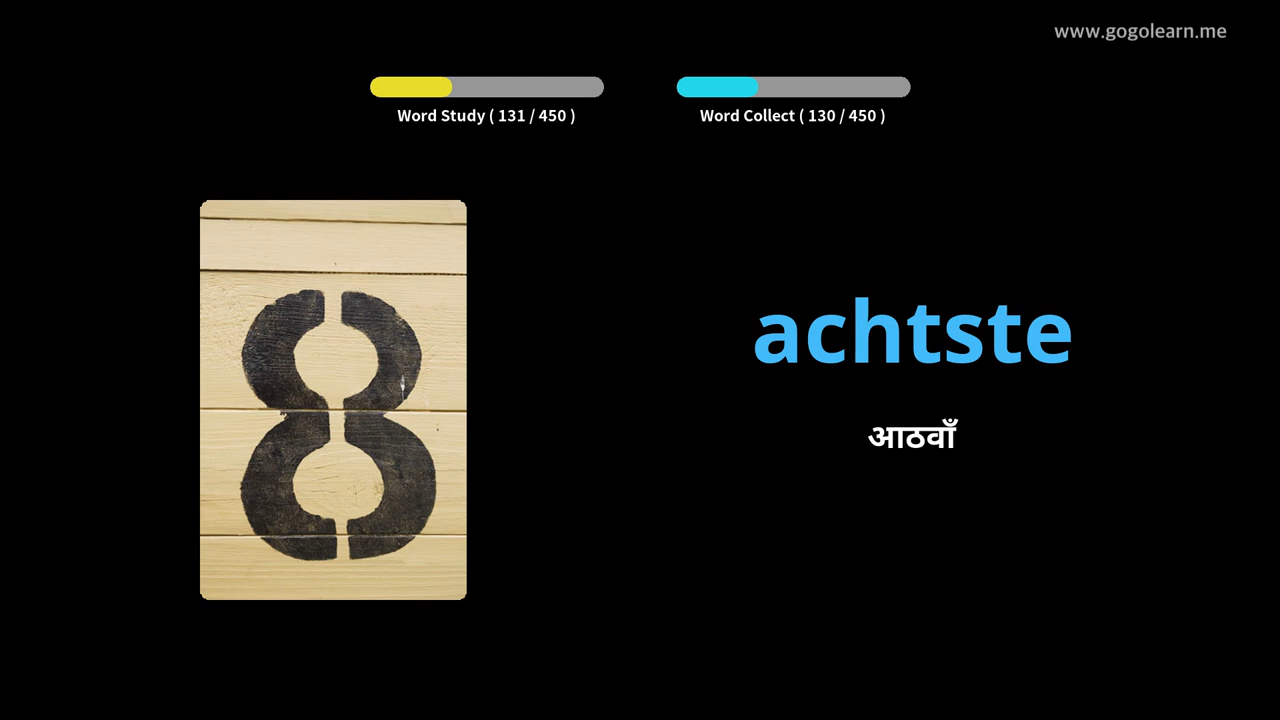 www.gogolearn.me
Word Study ( 131 / 450 )
Word Collect ( 130 / 450 )
8
achtste
आठवाँ